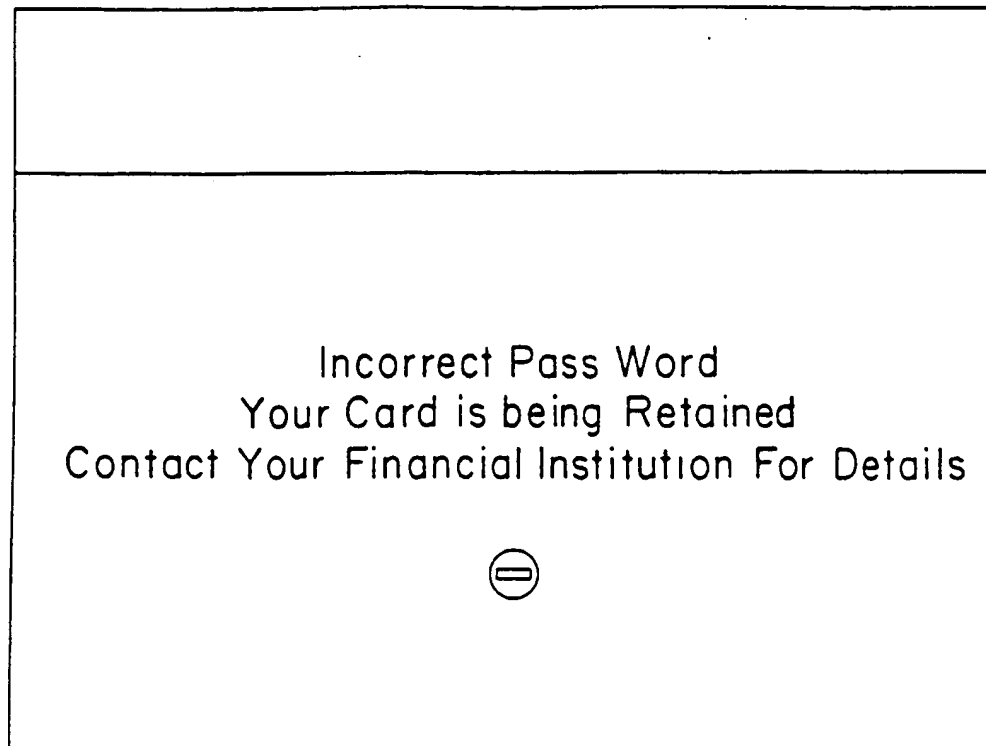 Incorrect Pass Word
Your Card is being Retained
Contact Your Financial Institution For Details